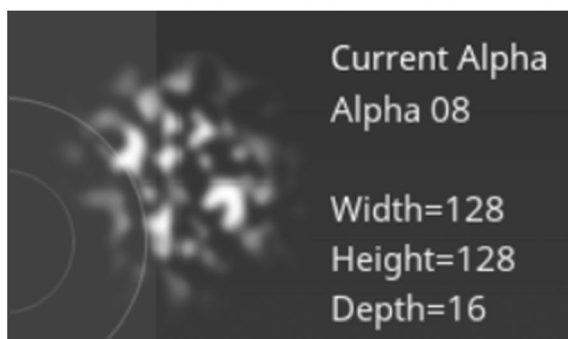 Current Alpha
Alpha 08
Width=128
Height=128
Depth=16